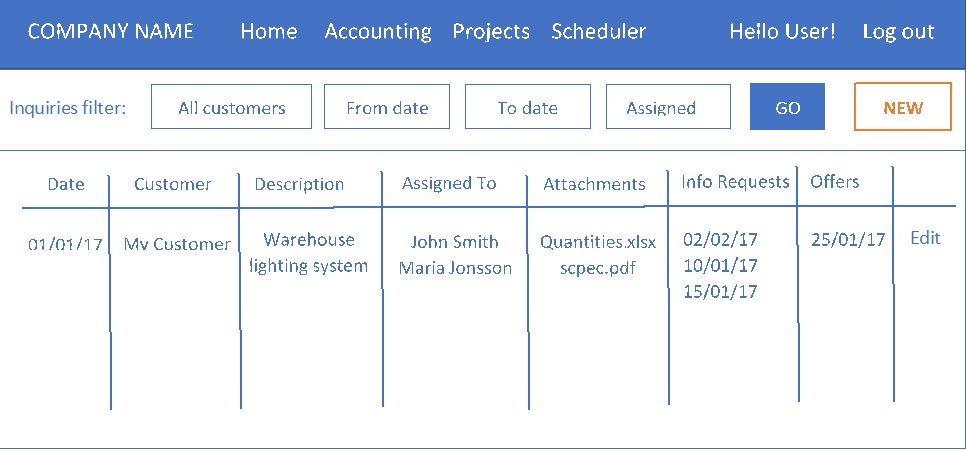 COMPANY NAME Home Accounting Projects Scheduler Hello User! Log out
Inquiries filter: All customers From date To date Assigned GO NEW
Date Customer Description Assigned To Attachments Info Requests Offers
01/01/17 My Customer Warehouse John Smith Quantities.xlsx 02/02/17 25/01/17 Edit
lighting system Maria Jonsson scpec.pdf 10/01/17
15/01/17